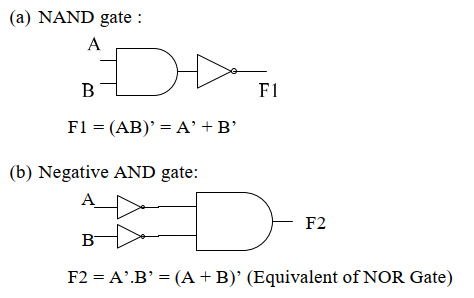 (a) NAND gate :
A
B
F1
F1 = (AB)’ = A’ + B’
(b) Negative AND gate:
A
F2
B
F2 = A’.B’ = (A + B)’ (Equivalent of NOR Gate)